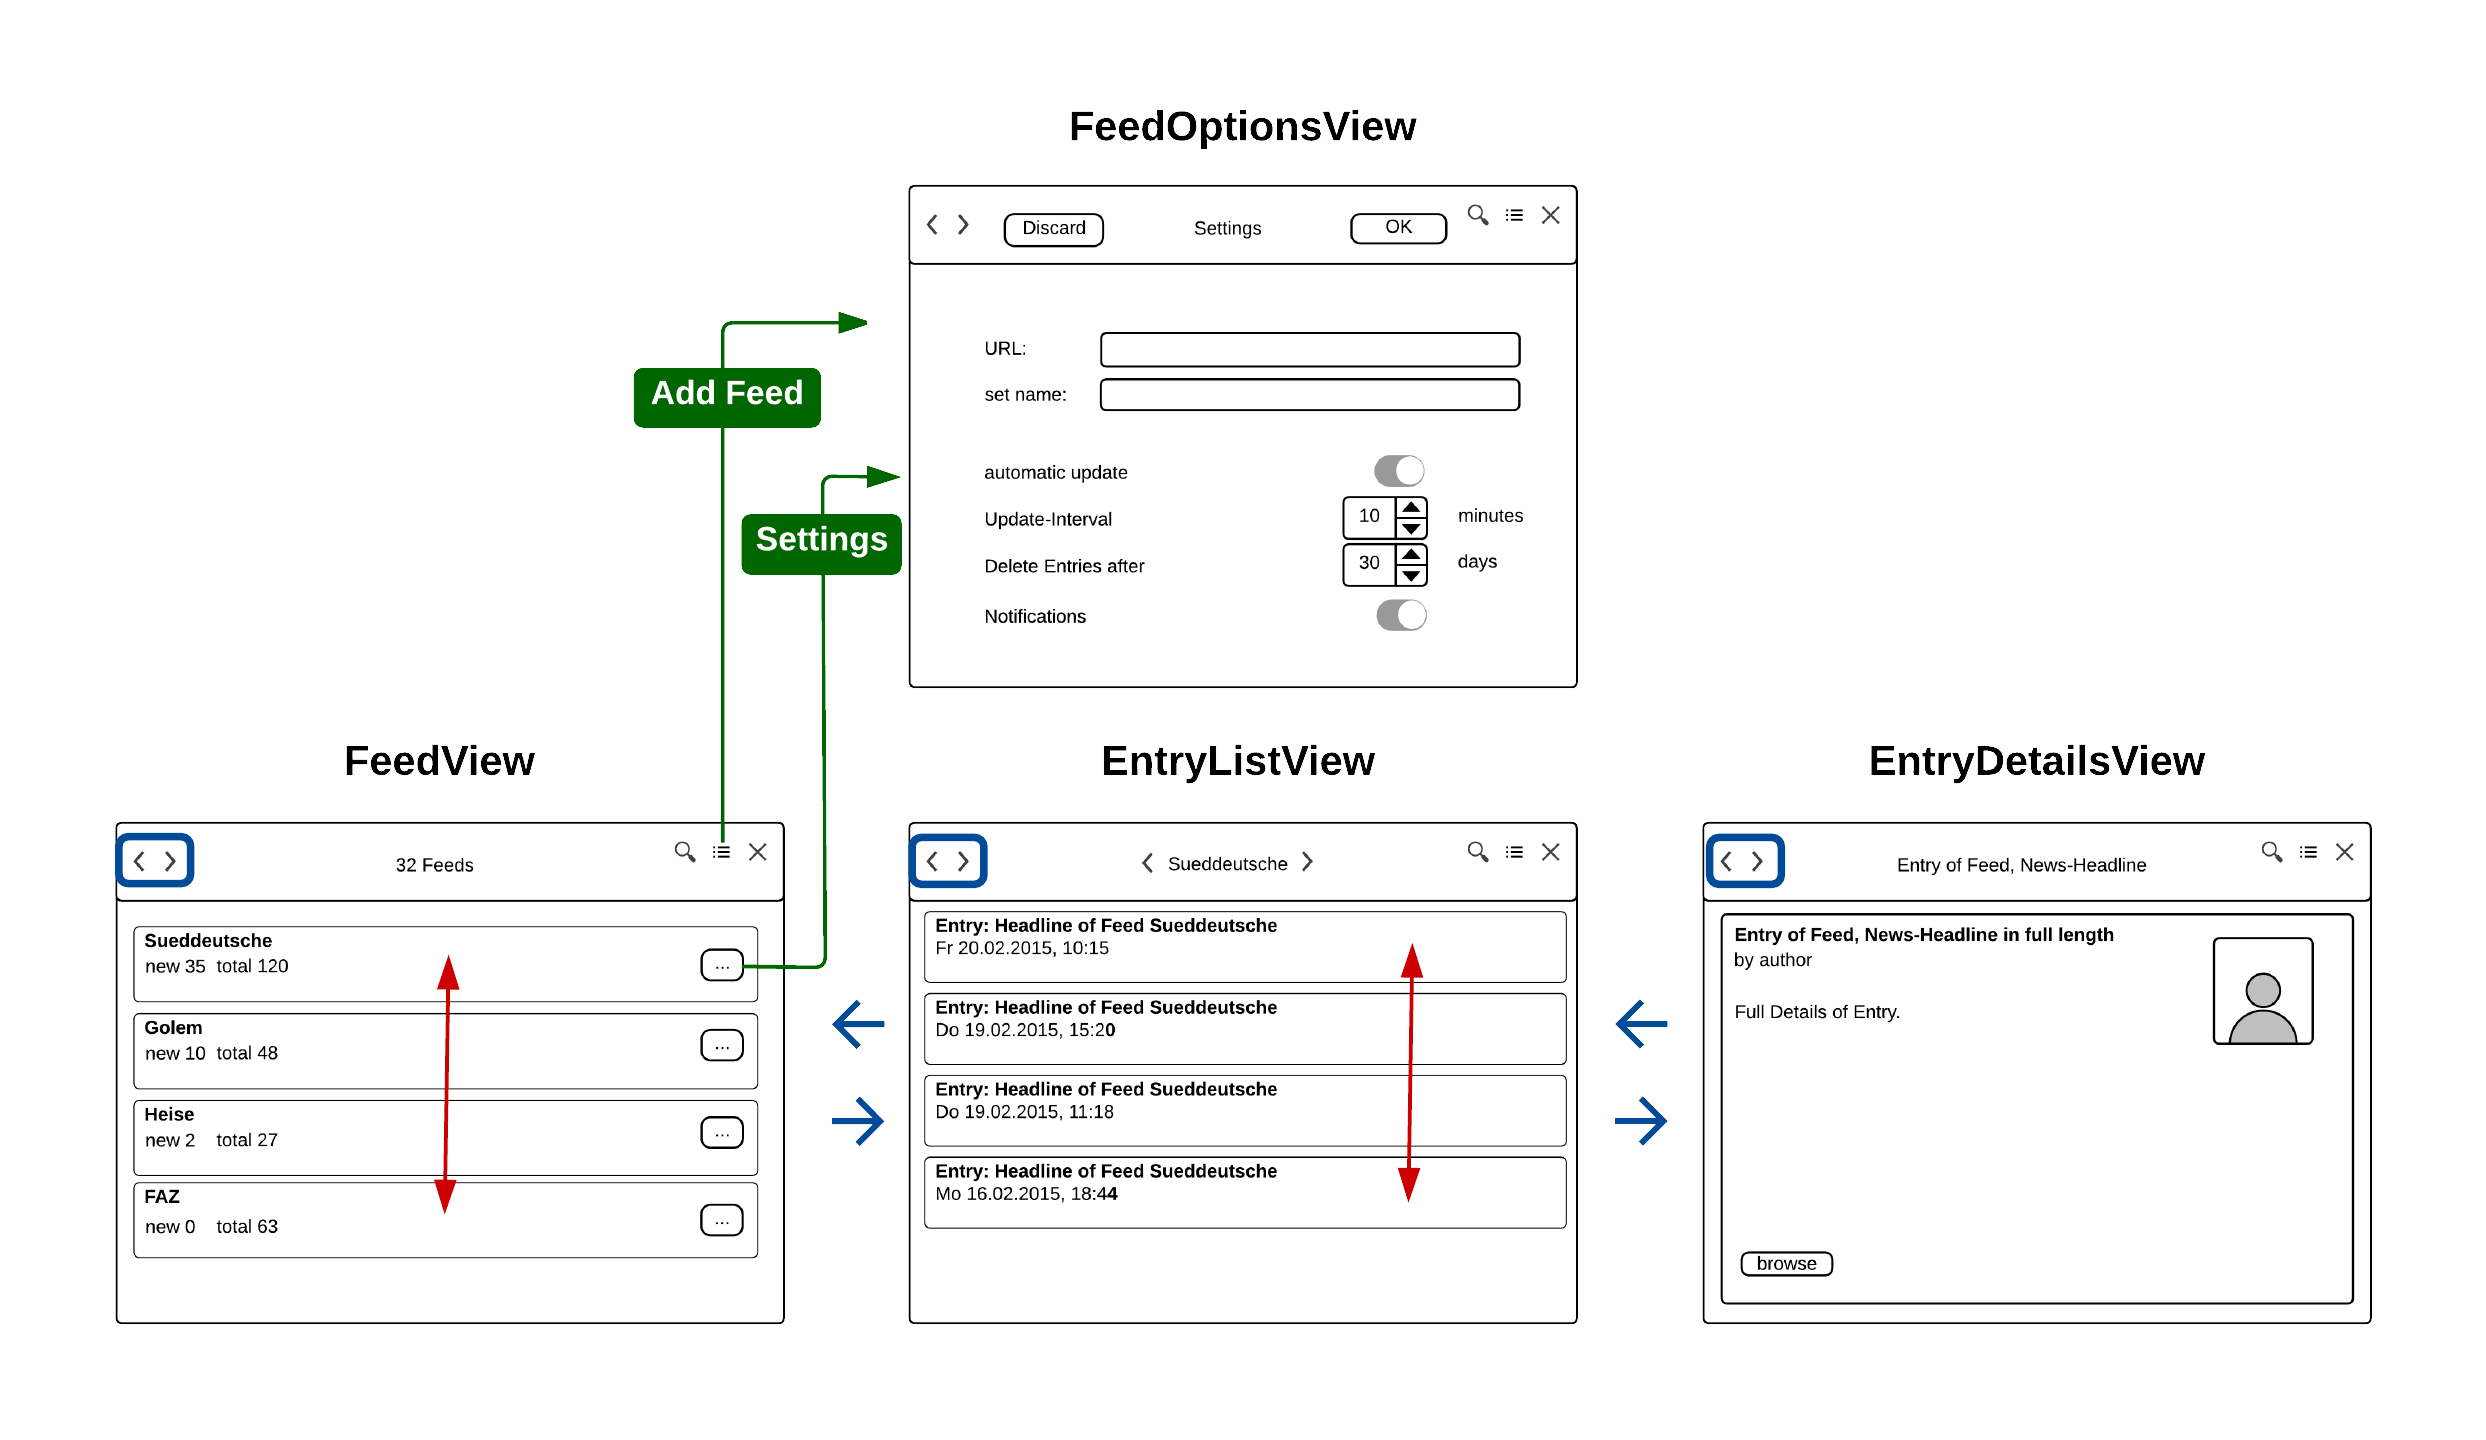 FeedOptionsView
Discard
Settings
OK
URL:
set name:
automatic update
Update-Interval
10
minutes
Delete Entries after
30
days
Notifications
Add Feed
Settings
FeedView
32 Feeds
Sueddeutsche
new 35 total 120
...
Golem
new 10 total 48
...
Heise
new 2 total 27
...
FAZ
new 0 total 63
...
EntryListView
Sueddeutsche
Entry: Headline of Feed Sueddeutsche
Fr 20.02.2015, 10:15
Entry: Headline of Feed Sueddeutsche
Do 19.02.2015, 15:20
Entry: Headline of Feed Sueddeutsche
Do 19.02.2015, 11:18
Entry: Headline of Feed Sueddeutsche
Mo 16.02.2015, 18:44
EntryDetailsView
Entry of Feed, News-Headline
Entry of Feed, News-Headline in full length
by author
Full Details of Entry.
browse